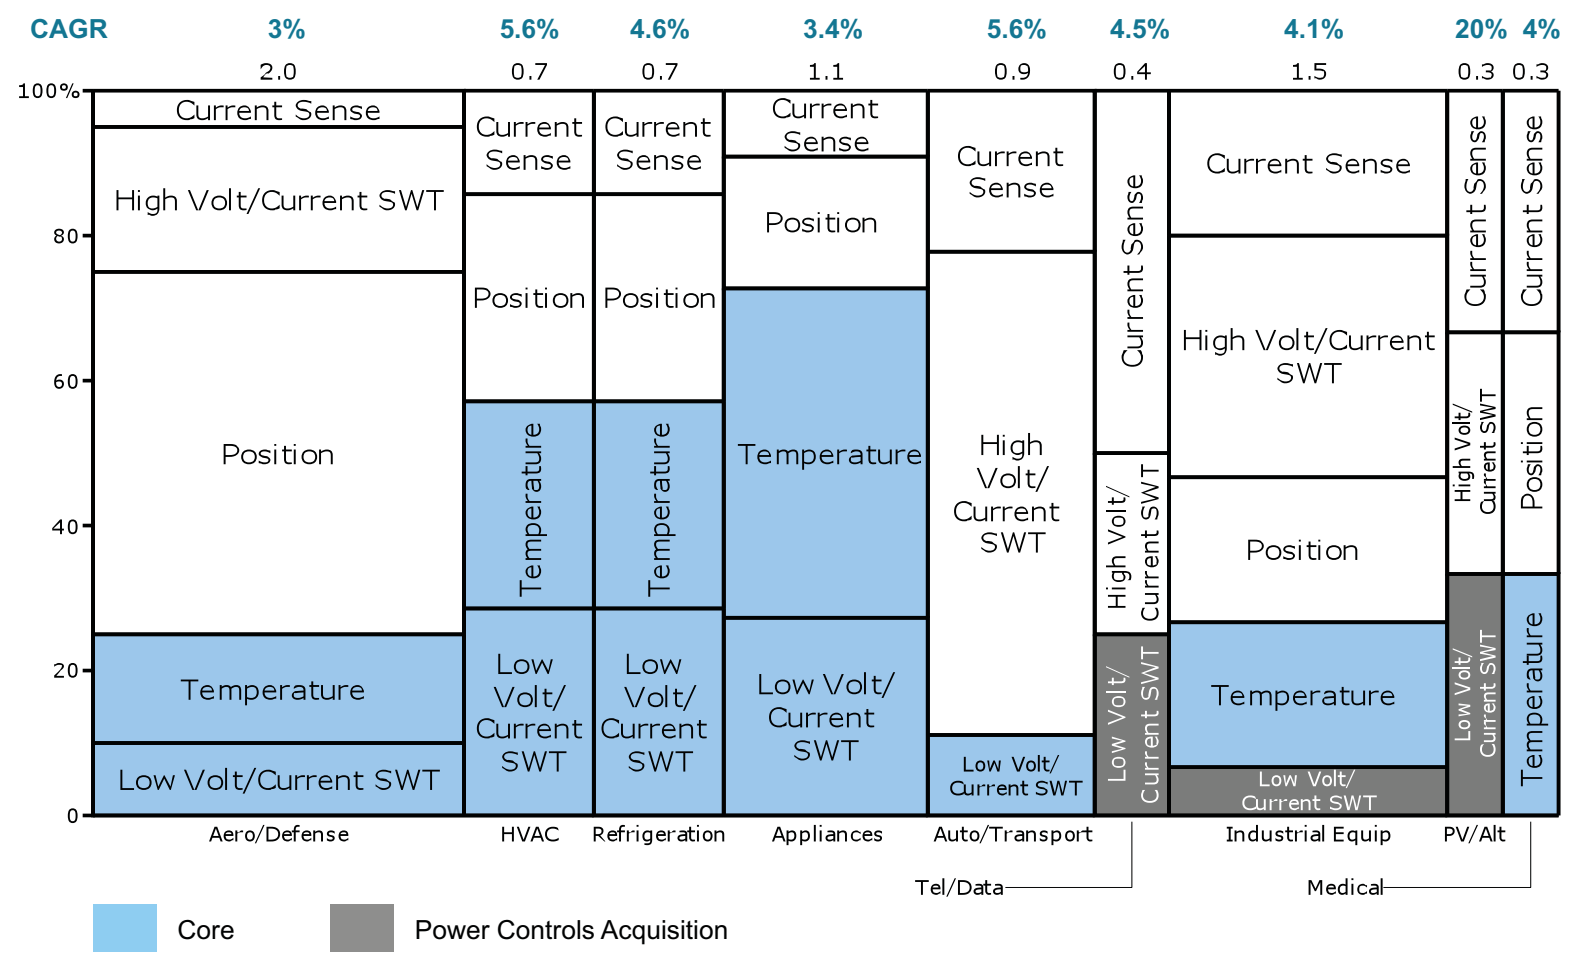 CAGR 3% 5.6% 4.6% 3.4% 5.6% 4.5% 4.1% 20% 4%
2.0 0.7 0.7 1.1 0.9 0.4 1.5 0.3 0.3
100%
80
60
40
20
0
Current Sense
High Volt/Current SWT
Position
Temperature
Low Volt/Current SWT
Current
Sense
Position
Temperature
Low
Volt/
Current
SWT
Current
Sense
Position
Temperature
Low
Volt/
Current
SWT
Current
Sense
Position
Temperature
Low Volt/
Current
SWT
Current
Sense
High
Volt/
Current
SWT
Low Volt/
Current SWT
Current Sense
High Volt/
Current SWT
Low Volt/
Current SWT
Current Sense
High Volt/Current
SWT
Position
Temperature
Low Volt/
Current SWT
Current Sense
High Volt/
Current SWT
Low Volt/
Current SWT
Current Sense
Position
Temperature
Aero/Defense HVAC Refrigeration Appliances Auto/Transport Industrial Equip PV/Alt
Tel/Data Medical
Core Power Controls Acquisition